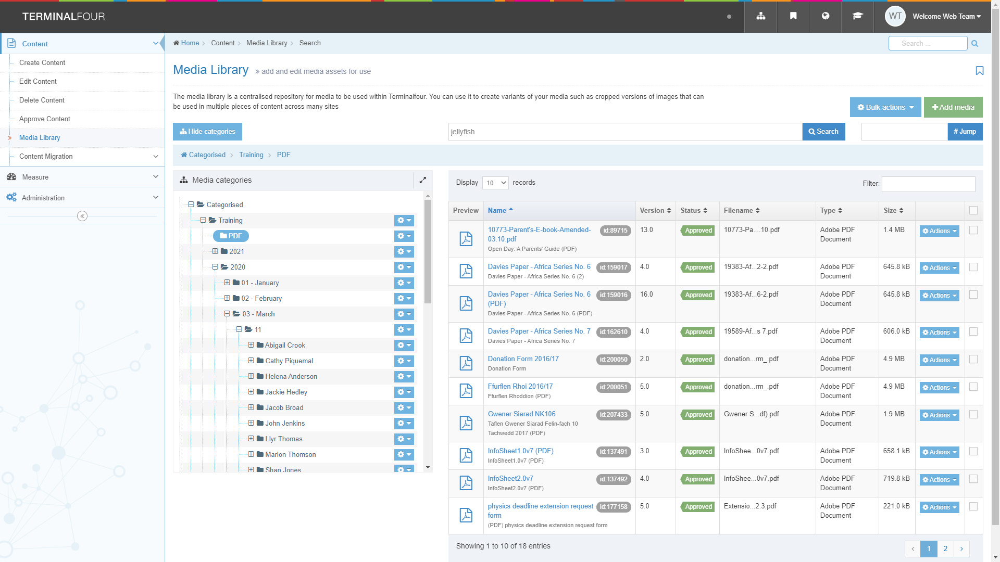 TERMINALFOUR
WT
Welcome Web Team
Content
Create Content
Edit Content
Delete Content
Approve Content
Media Library
Content Migration
Measure
Administration
Home
Content
Media Library
Search
Search ...
Media Library » add and edit media assets for use
The media library is a centralised repository for media to be used within Terminalfour. You can use it to create variants of your media such as cropped versions of images that can
be used in multiple pieces of content across many sites
Bulk actions
Add media
Hide categories
jellyfish
Search
# Jump
Categorised
Training
PDF
Media categories
Categorised
Training
PDF
2021
2020
01 - January
02 - February
03 - March
11
Abigail Crook
Cathy Piquemal
Helena Anderson
Jackie Hedley
Jacob Broad
John Jenkins
Llyr Thomas
Marion Thomson
Shan Jones
Display 10 records
Filter:
Preview Name Version Status Filename Type Size
10773-Parent's-E-book-Amended- id:89715 13.0 Approved 10773-Pa....10.pdf Adobe PDF 1.4 MB Actions
03.10.pdf Document
Open Day: A Parents' Guide (PDF)
Davies Paper - Africa Series No. 6 id:159017 4.0 Approved 19383-Af...2-2.pdf Adobe PDF 645.8 kB Actions
Davies Paper - Africa Series No. 6 (2) Document
Davies Paper - Africa Series No. 6 id:159016 16.0 Approved 19383-Af...6-2.pdf Adobe PDF 645.8 kB Actions
(PDF) Document
Davies Paper - Africa Series No. 6 (PDF)
Davies Paper - Africa Series No. 7 id:162610 4.0 Approved 19589-Af...s 7.pdf Adobe PDF 606.0 kB Actions
Davies Paper - Africa Series No. 7 Document
Donation Form 2016/17 id:200050 2.0 Approved donation...rm_.pdf Adobe PDF 4.9 MB Actions
Donation Form Document
Ffurflen Rhoi 2016/17 id:200051 5.0 Approved donation...rm_.pdf Adobe PDF 4.9 MB Actions
Ffurflen Rhoddion (PDF) Document
Gwener Siarad NK106 id:207433 5.0 Approved Gwener S...df).pdf Adobe PDF 1.9 MB Actions
Taflen Gwener Siarad Felin-fach 10 Document
Tachwedd 2017 (PDF)
InfoSheet1.0v7 (PDF) id:137491 3.0 Approved InfoShee...0v7.pdf Adobe PDF 658.1 kB Actions
InfoSheet1.0v7 (PDF) Document
InfoSheet2.0v7 id:137492 4.0 Approved InfoShee...0v7.pdf Adobe PDF 719.8 kB Actions
InfoSheet2.0v7 (PDF) Document
physics deadline extension request id:177158 5.0 Approved Extensio...2.3.pdf Adobe PDF 221.0 kB Actions
form Document
(PDF) physics deadline extension request form
Showing 1 to 10 of 18 entries
‹ 1 2 ›